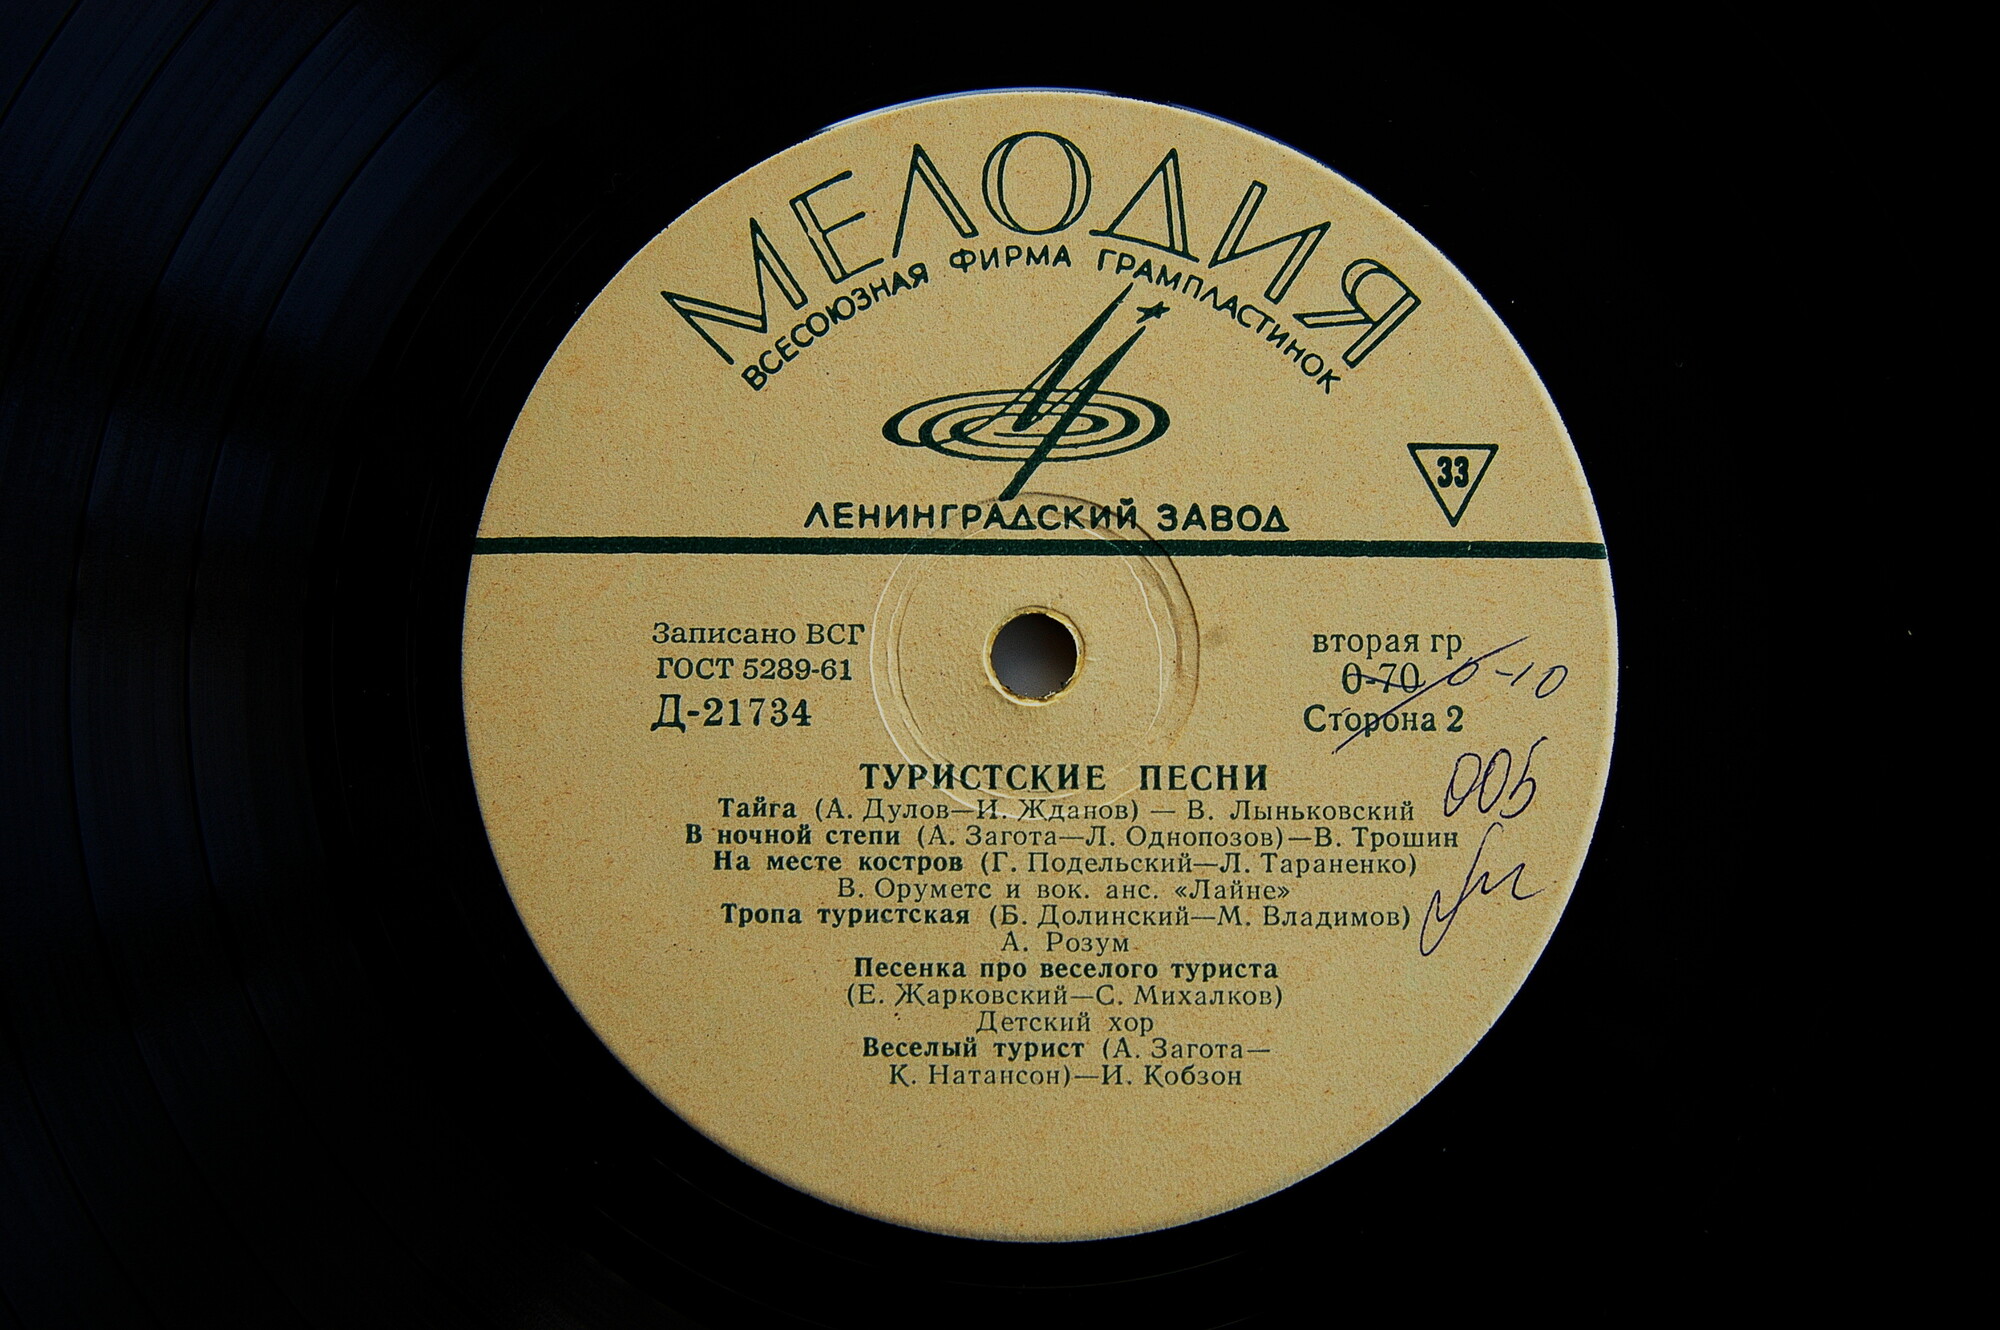 МЕЛОДИЯ
ВСЕСОЮЗНАЯ ФИРМА ГРАМПЛАСТИНОК
33
ЛЕНИНГРАДСКИЙ ЗАВОД
Записано ВСГ
ГОСТ 5289-61
Д-21734
вторая гр
0-70 0-10
Сторона 2
005
ТУРИСТСКИЕ ПЕСНИ
Тайга (А. Дулов—И. Жданов) — В. Лыньковский
В ночной степи (А. Загота—Л. Однопозов)—В. Трошин
На месте костров (Г. Подельский—Л. Тараненко)
В. Оруметс и вок. анс. «Лайне»
Тропа туристская (Б. Долинский—М. Владимов)
А. Розум
Песенка про веселого туриста
(Е. Жарковский—С. Михалков)
Детский хор
Веселый турист (А. Загота—
К. Натансон)—И. Кобзон